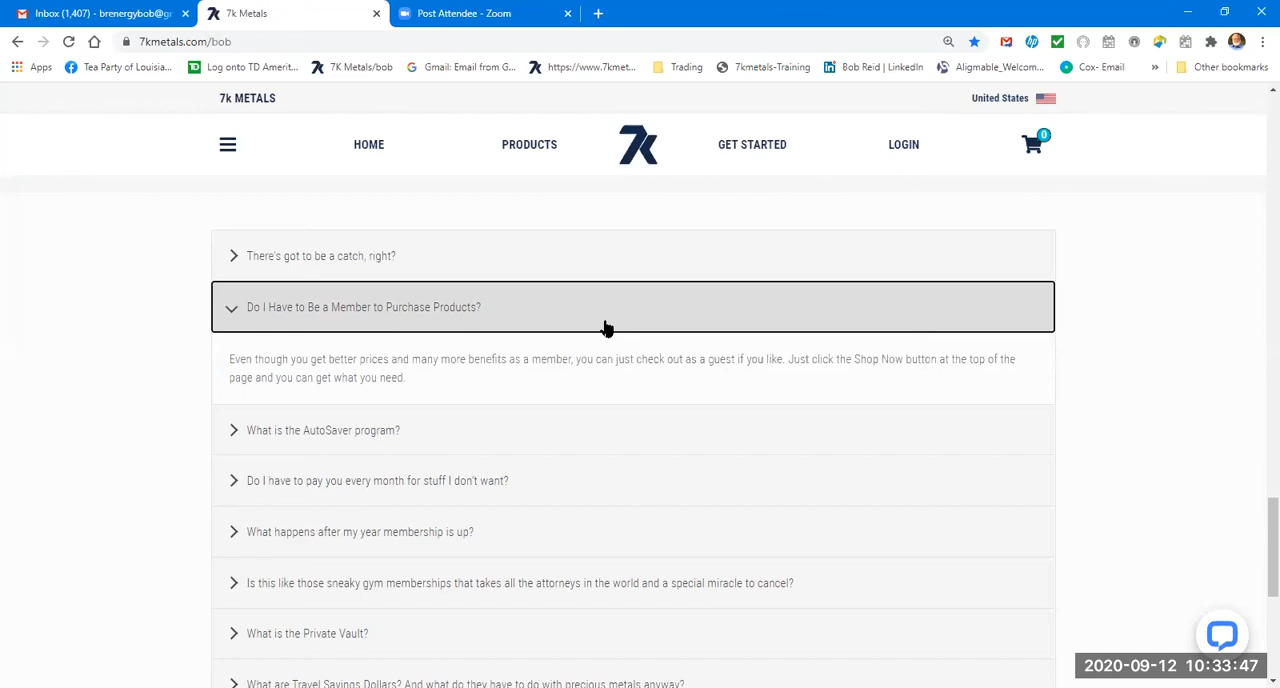 Inbox (1,407) - brenergybob@gr
7k Metals
Post Attendee - Zoom
7kmetals.com/bob
Apps
Tea Party of Louisia...
Log onto TD Amerit...
7K Metals/bob
Gmail: Email from G...
https://www.7kmet...
Trading
7kmetals-Training
Bob Reid | LinkedIn
Aligmable_Welcom...
Cox- Email
»
Other bookmarks
7k METALS
United States
HOME
PRODUCTS
7K
GET STARTED
LOGIN
0
There's got to be a catch, right?
Do I Have to Be a Member to Purchase Products?
Even though you get better prices and many more benefits as a member, you can just check out as a guest if you like. Just click the Shop Now button at the top of the
page and you can get what you need.
What is the AutoSaver program?
Do I have to pay you every month for stuff I don't want?
What happens after my year membership is up?
Is this like those sneaky gym memberships that takes all the attorneys in the world and a special miracle to cancel?
What is the Private Vault?
What are Travel Savings Dollars? And what do they have to do with precious metals anyway?
2020-09-12 10:33:47